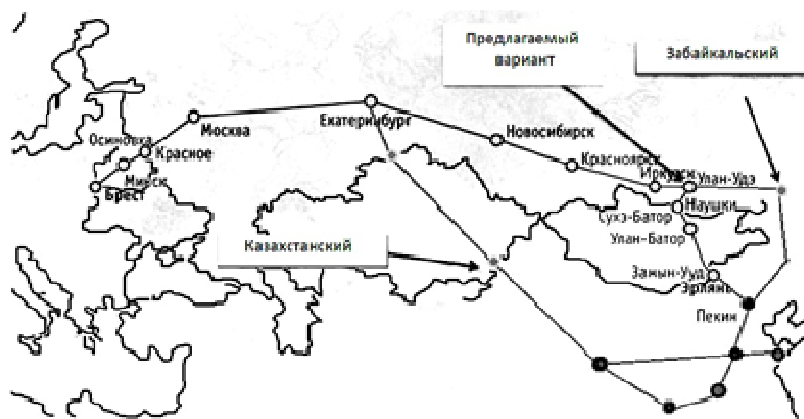 Предлагаемый
вариант
Забайкальский
Москва
Екатеринбург
Новосибирск
Осиновка
Красное
Красноярск
Минск
Брест
Иркутск
Улан-Удэ
Наушки
Сухэ-Батор
Улан-Батор
Казахстанский
Замын-Ууд
Эрлянь
Пекин